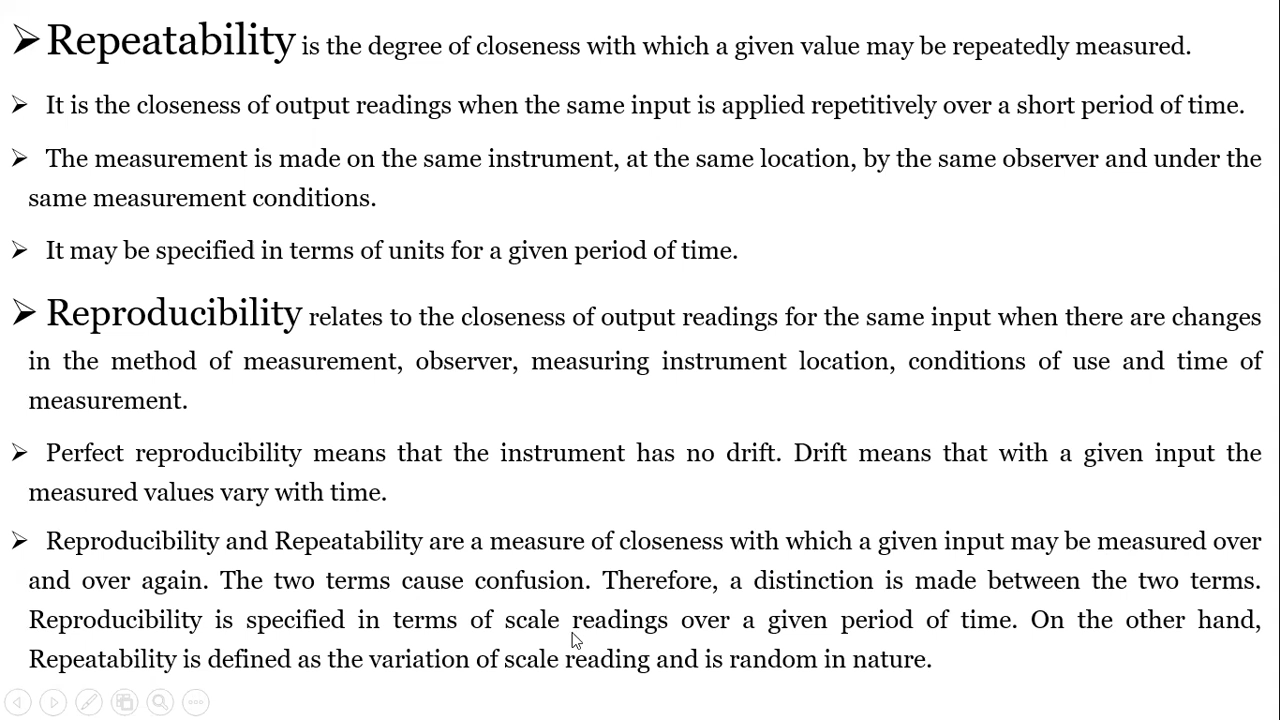 ➢Repeatability is the degree of closeness with which a given value may be repeatedly measured.
➢ It is the closeness of output readings when the same input is applied repetitively over a short period of time.
➢ The measurement is made on the same instrument, at the same location, by the same observer and under the
same measurement conditions.
➢ It may be specified in terms of units for a given period of time.
➢ Reproducibility relates to the closeness of output readings for the same input when there are changes
in the method of measurement, observer, measuring instrument location, conditions of use and time of
measurement.
➢ Perfect reproducibility means that the instrument has no drift. Drift means that with a given input the
measured values vary with time.
➢ Reproducibility and Repeatability are a measure of closeness with which a given input may be measured over
and over again. The two terms cause confusion. Therefore, a distinction is made between the two terms.
Reproducibility is specified in terms of scale readings over a given period of time. On the other hand,
Repeatability is defined as the variation of scale reading and is random in nature.